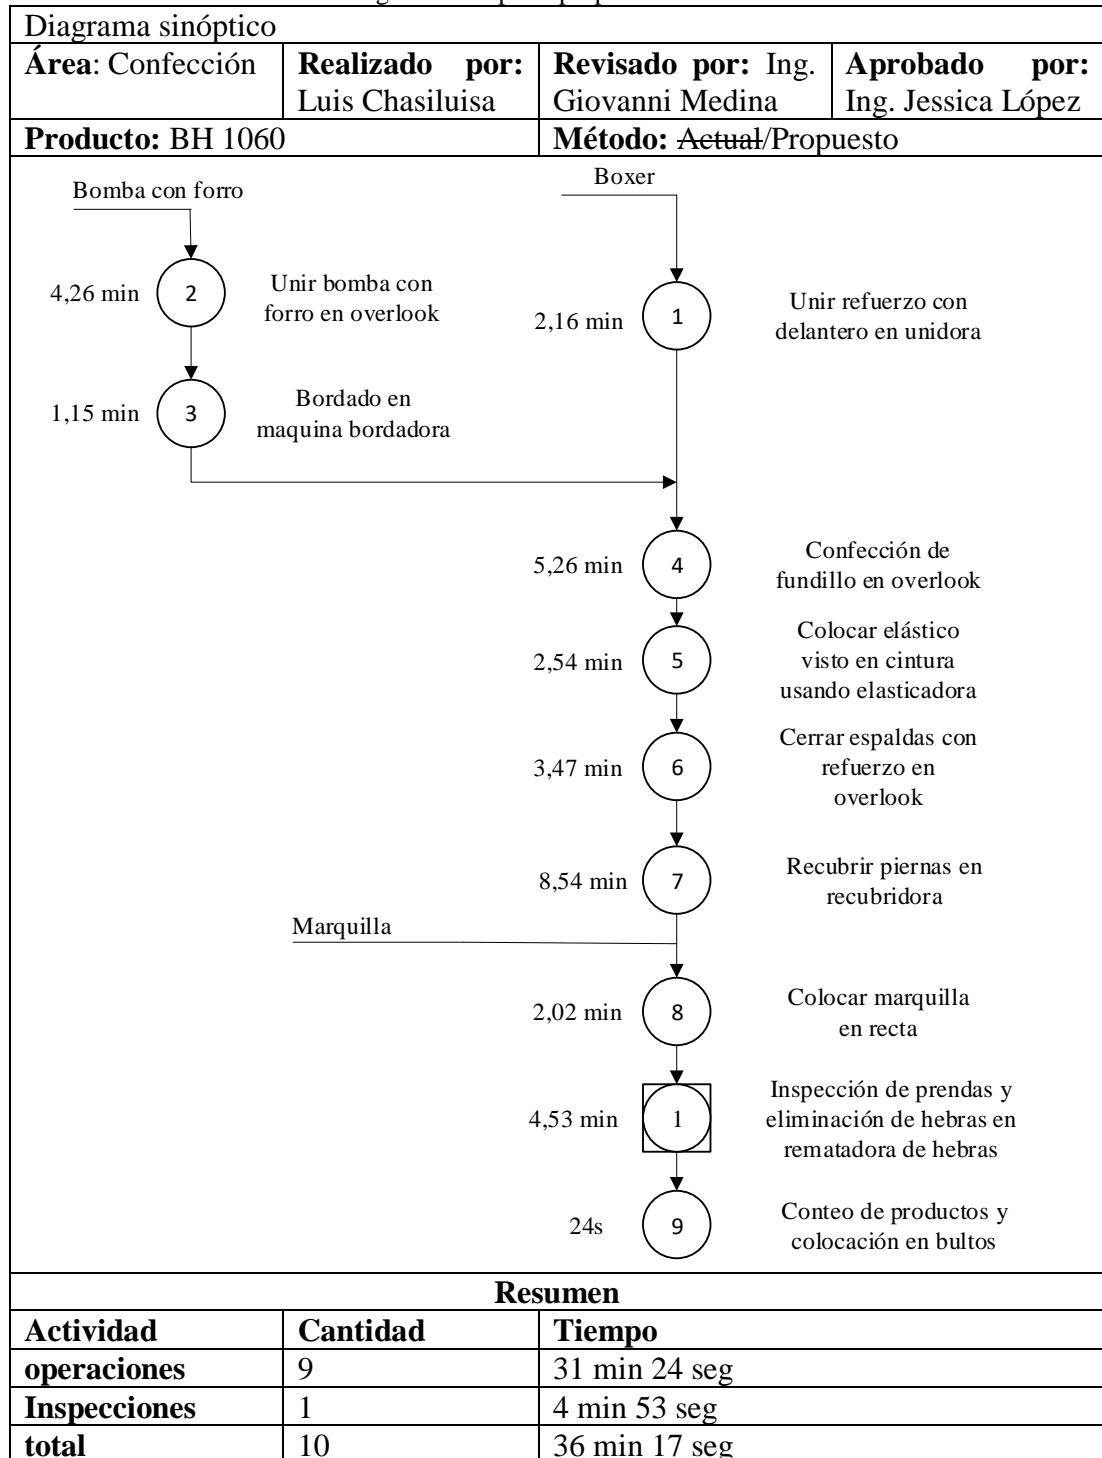 Diagrama sinóptico
Área: Confección
Realizado por:
Luis Chasiluisa
Revisado por: Ing.
Giovanni Medina
Aprobado por:
Ing. Jessica López
Producto: BH 1060
Método: Actual/Propuesto
Bomba con forro
Boxer
4,26 min
2
Unir bomba con
forro en overlook
2,16 min
1
Unir refuerzo con
delantero en unidora
1,15 min
3
Bordado en
maquina bordadora
5,26 min
4
Confección de
fundillo en overlook
2,54 min
5
Colocar elástico
visto en cintura
usando elasticadora
3,47 min
6
Cerrar espaldas con
refuerzo en
overlook
8,54 min
7
Recubrir piernas en
recubridora
Marquilla
2,02 min
8
Colocar marquilla
en recta
4,53 min
1
Inspección de prendas y
eliminación de hebras en
rematadora de hebras
24s
9
Conteo de productos y
colocación en bultos
Resumen
Actividad Cantidad Tiempo
operaciones 9 31 min 24 seg
Inspecciones 1 4 min 53 seg
total 10 36 min 17 seg